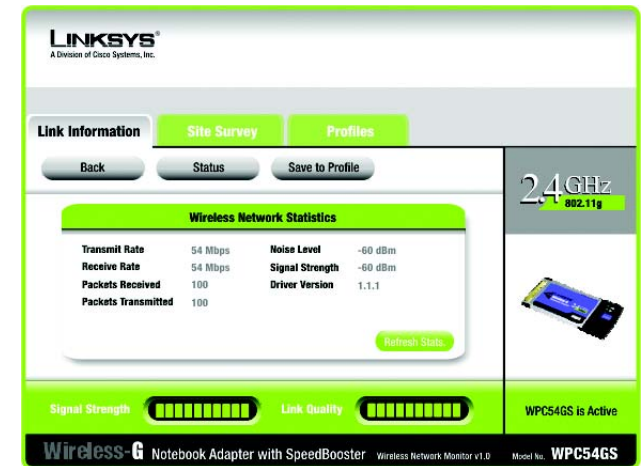 LINKSYS®
A Division of Cisco Systems, Inc.
Link Information
Site Survey
Profiles
Back
Status
Save to Profile
2.4GHz
802.11g
Wireless Network Statistics
Transmit Rate 54 Mbps Noise Level -60 dBm
Receive Rate 54 Mbps Signal Strength -60 dBm
Packets Received 100 Driver Version 1.1.1
Packets Transmitted 100
Refresh Stats.
Signal Strength
Link Quality
WPC54GS is Active
Wireless-G Notebook Adapter with SpeedBooster Wireless Network Monitor v1.0 Model No. WPC54GS